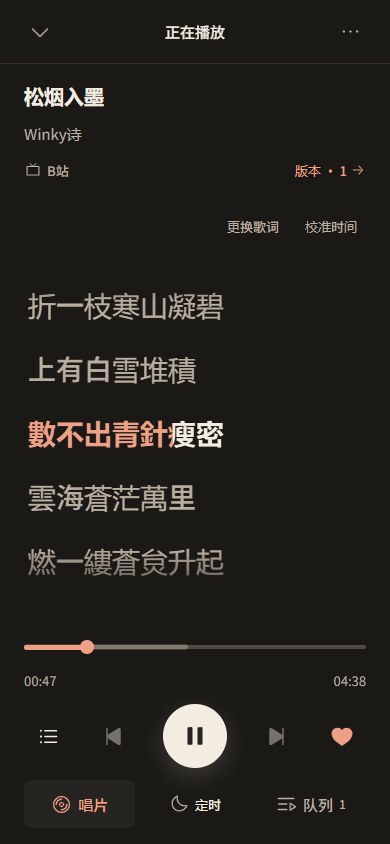 正在播放
松烟入墨
Winky诗
B站
版本 • 1 →
更换歌词 校准时间
折一枝寒山凝碧
上有白雪堆積
數不出青針瘦密
雲海蒼茫萬里
燃一縷蒼烟升起
00:47 04:38
唱片 定时 队列 1